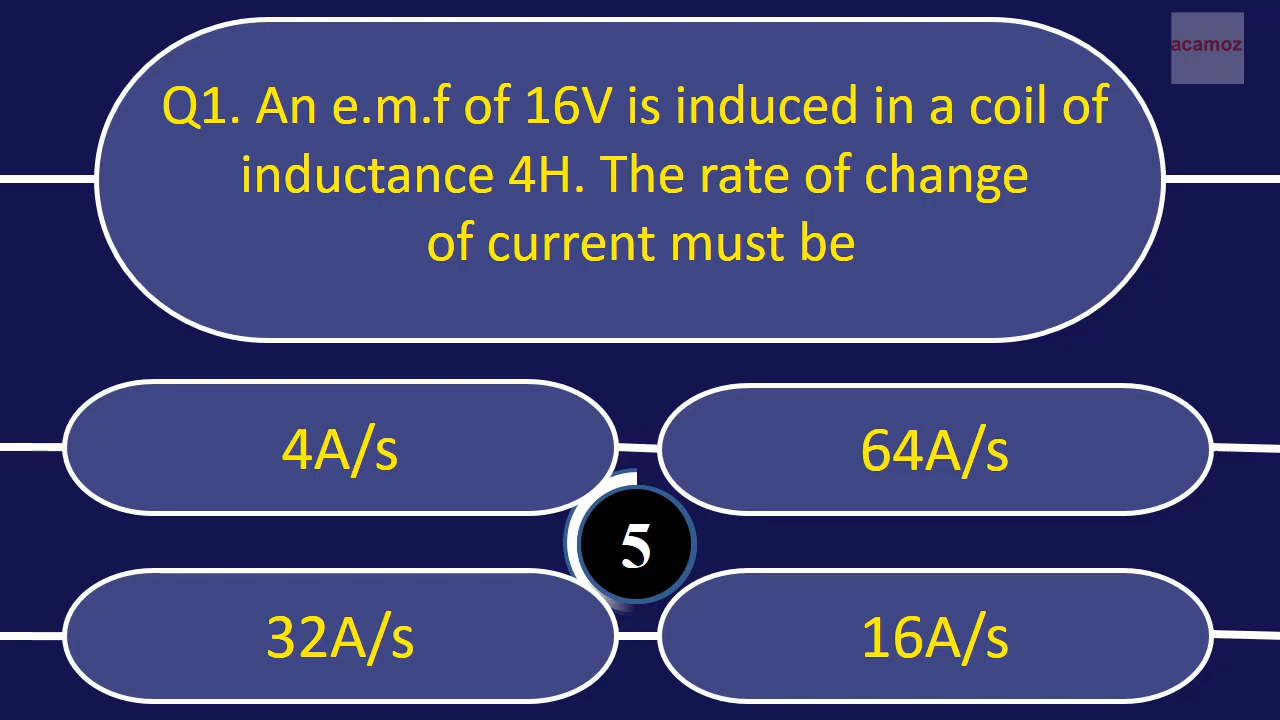 acamoz
Q1. An e.m.f of 16V is induced in a coil of
inductance 4H. The rate of change
of current must be
4A/s
64A/s
5
32A/s
16A/s